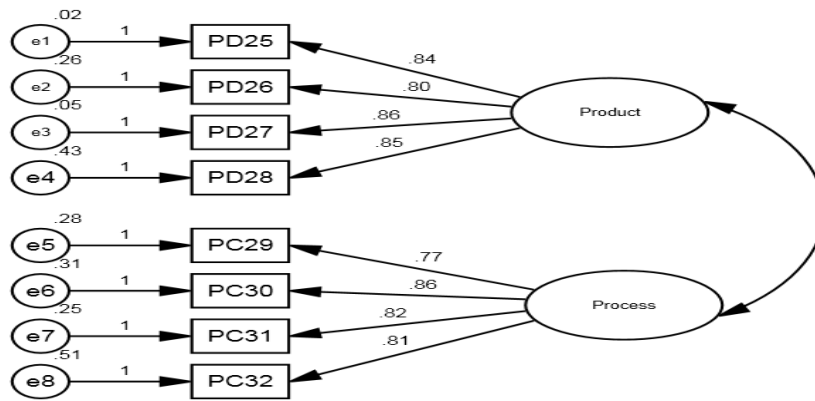 .02
e1 1 PD25 .84
.26
e2 1 PD26 .80
.05
e3 1 PD27 .86
.43
e4 1 PD28 .85
Product
.28
e5 1 PC29 .77
.31
e6 1 PC30 .86
.25
e7 1 PC31 .82
.51
e8 1 PC32 .81
Process